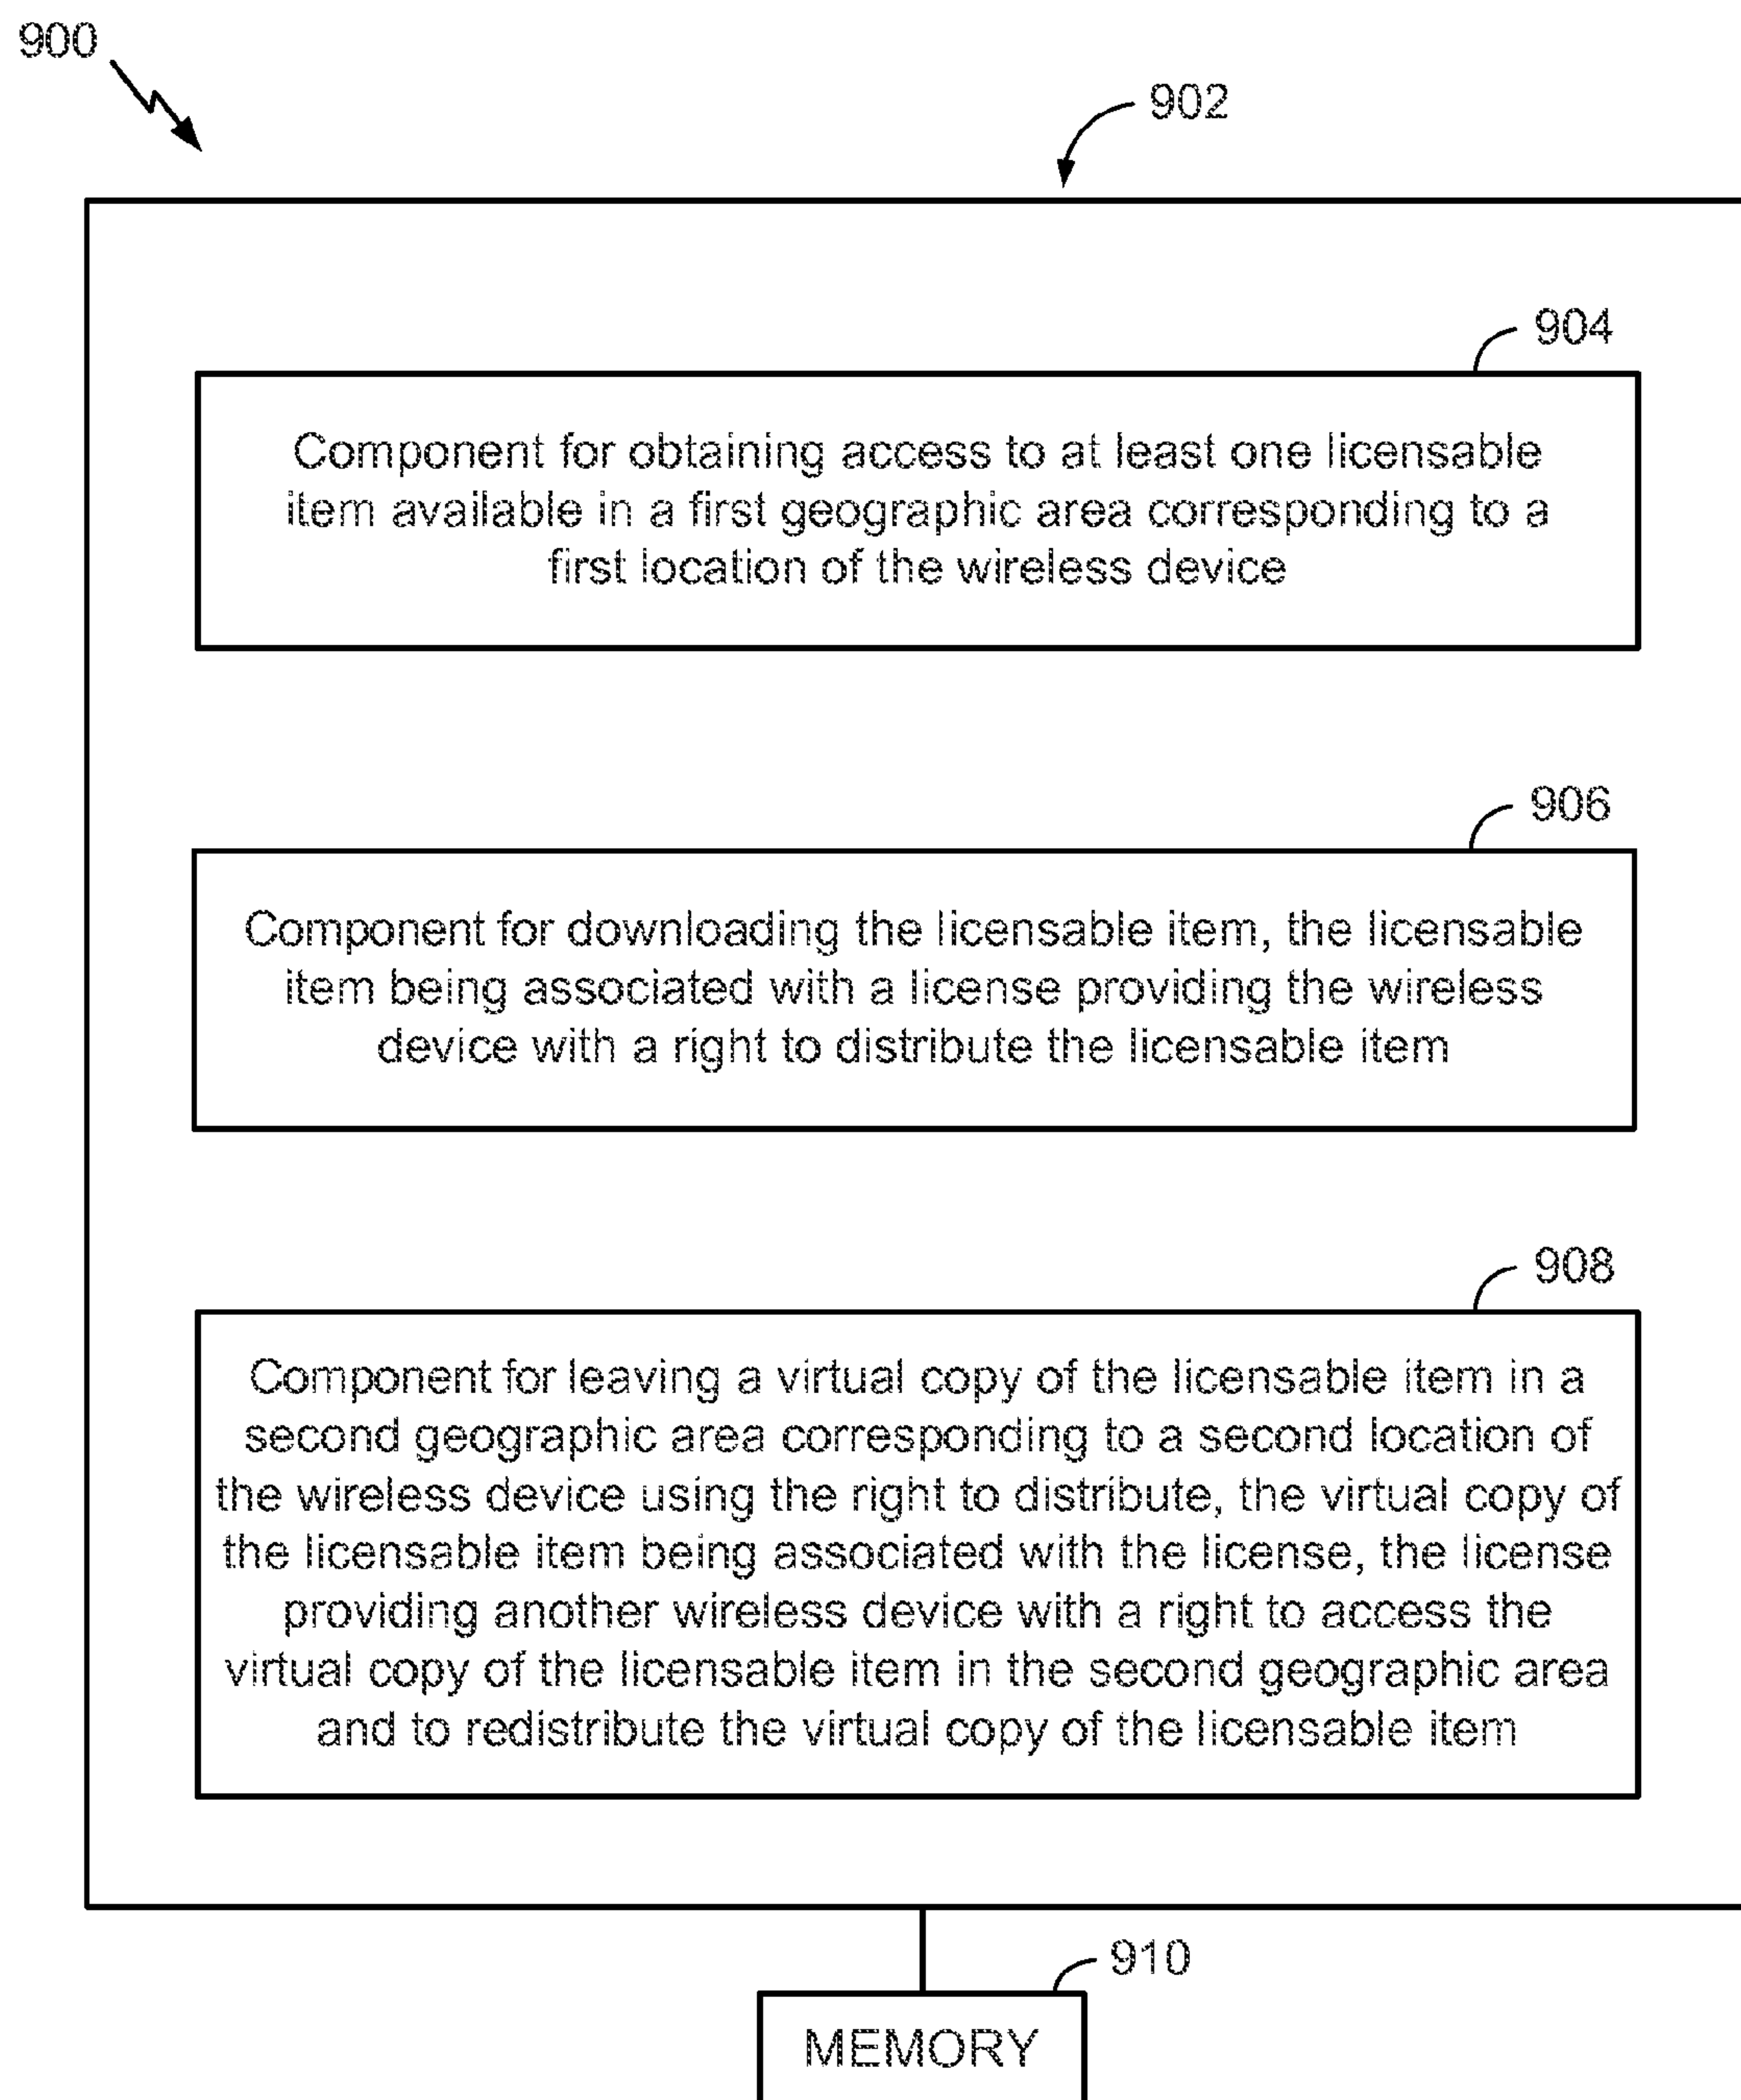 900
902
904
Component for obtaining access to at least one licensable
item available in a first geographic area corresponding to a
first location of the wireless device
906
Component for downloading the licensable item, the licensable
item being associated with a license providing the wireless
device with a right to distribute the licensable item
908
Component for leaving a virtual copy of the licensable item in a
second geographic area corresponding to a second location of
the wireless device using the right to distribute, the virtual copy of
the licensable item being associated with the license, the license
providing another wireless device with a right to access the
virtual copy of the licensable item in the second geographic area
and to redistribute the virtual copy of the licensable item
910
MEMORY